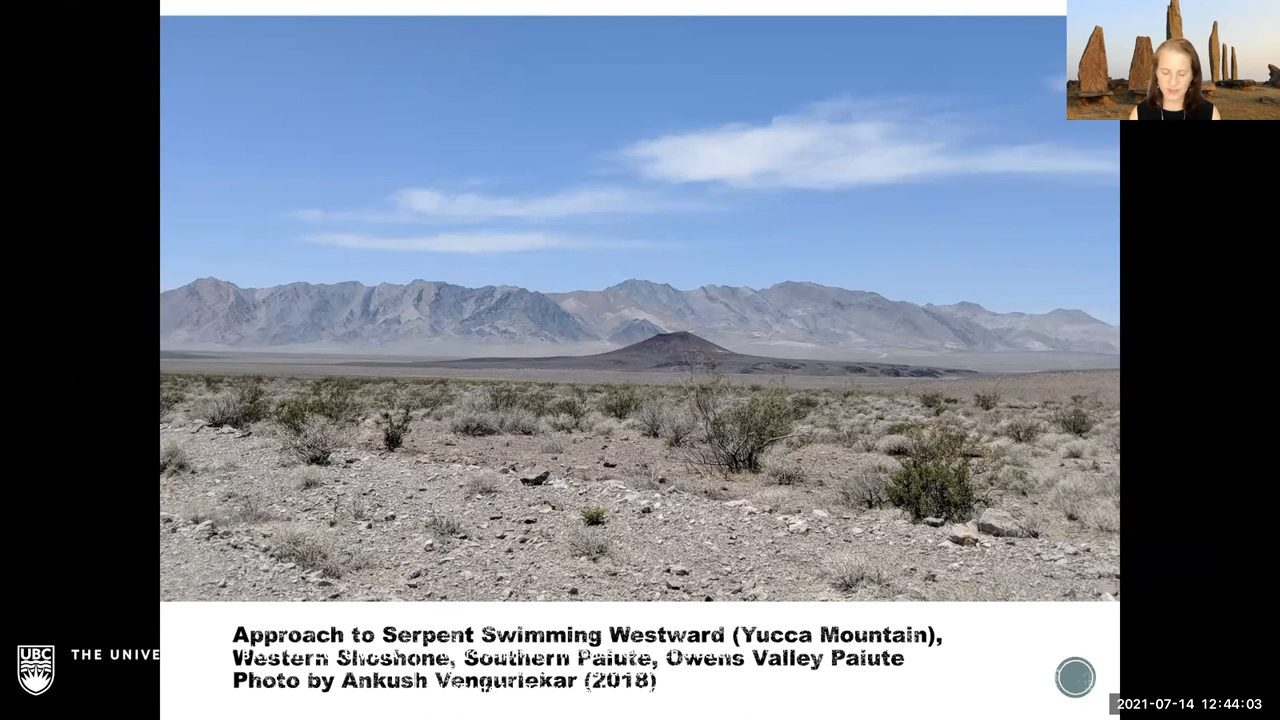 Approach to Serpent Swimming Westward (Yucca Mountain),
Western Shoshone, Southern Paiute, Owens Valley Paiute
Photo by Ankush Vengurlekar (2018)
UBC
THE UNIVE
2021-07-14 12:44:03